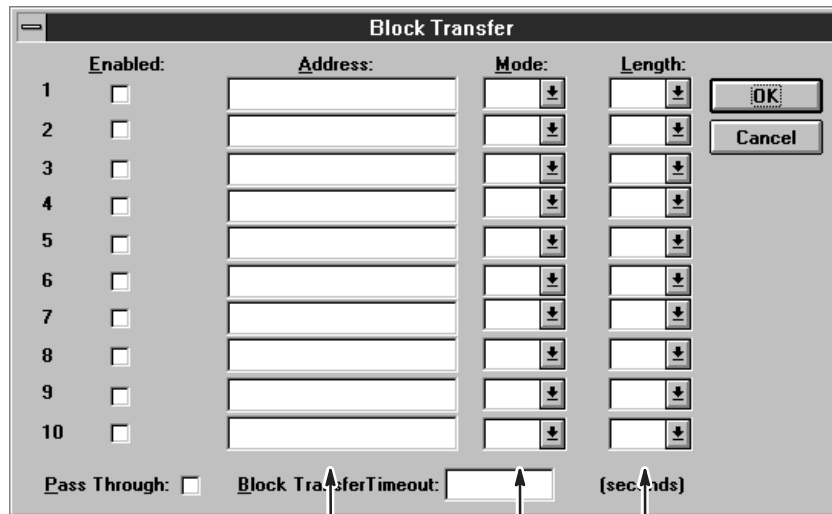 Block Transfer
Enabled: Address: Mode: Length:
1
OK
2
Cancel
3
4
5
6
7
8
9
10
Pass Through: Block TransferTimeout: (seconds)